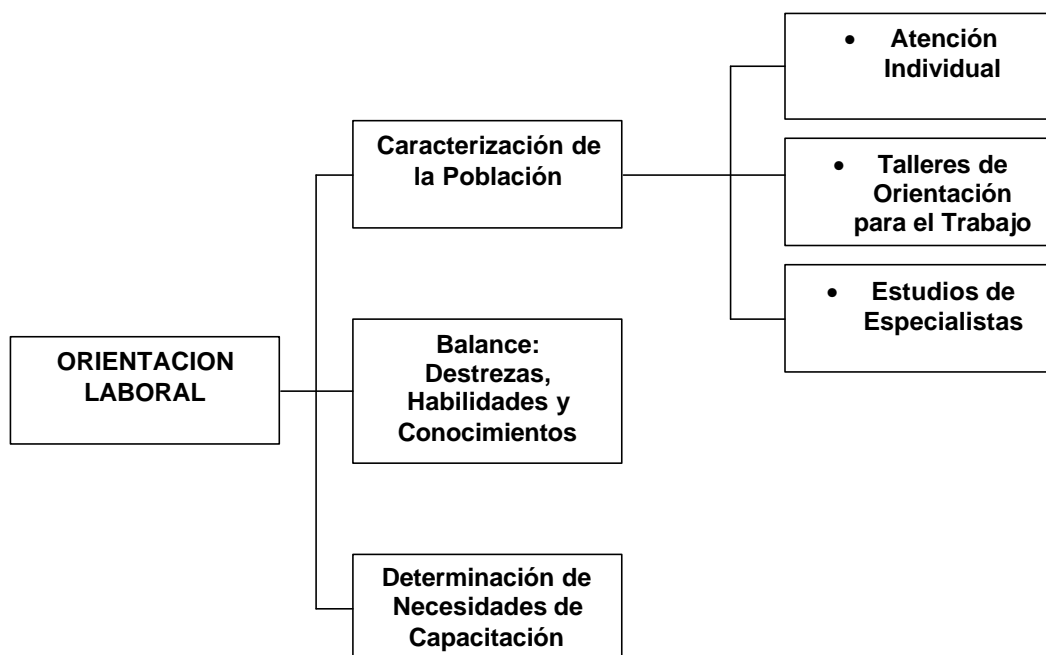 ORIENTACION
LABORAL
Caracterización de
la Población
Balance:
Destrezas,
Habilidades y
Conocimientos
Determinación de
Necesidades de
Capacitación
• Atención
Individual
• Talleres de
Orientación
para el Trabajo
• Estudios de
Especialistas